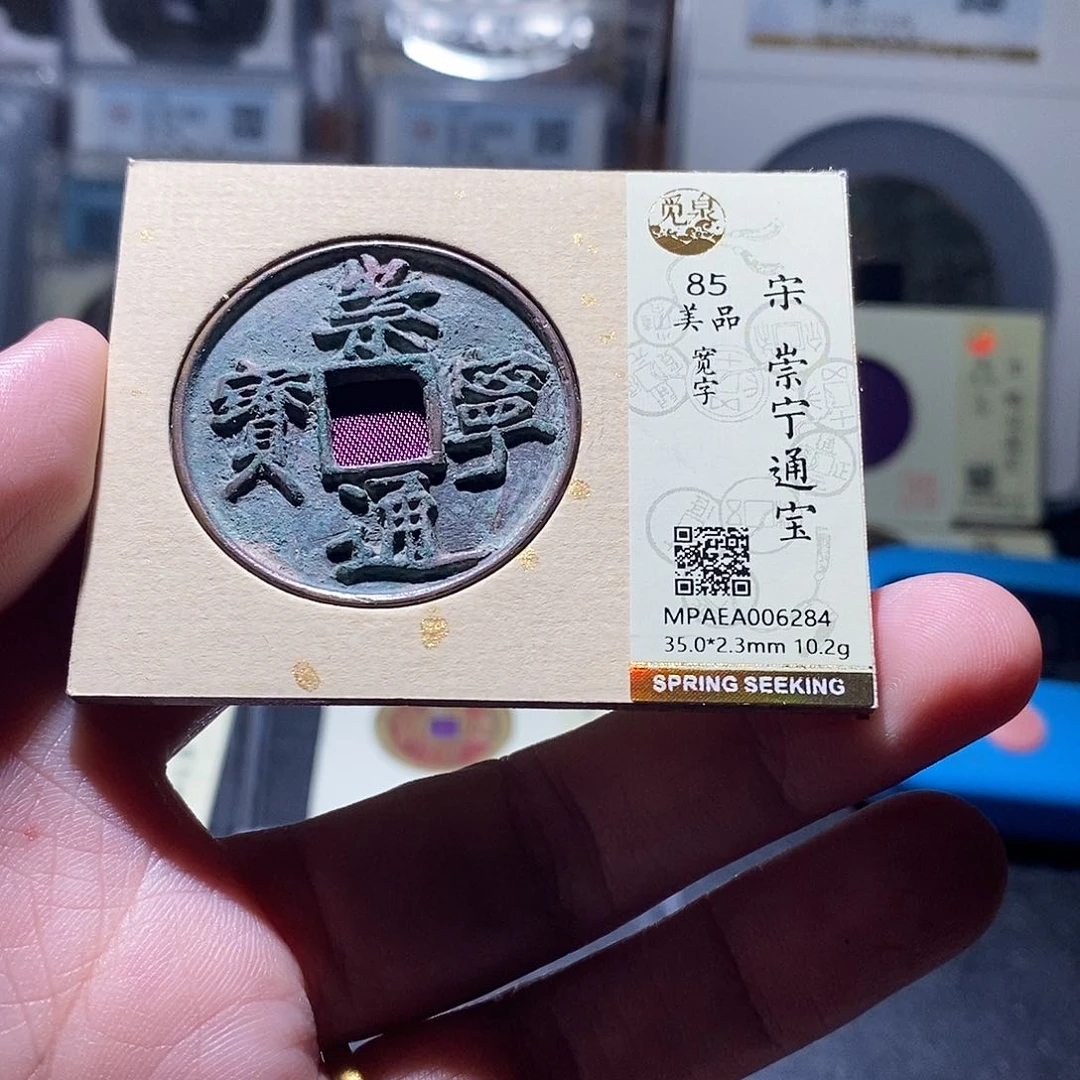 崇寧通寳
觅泉
85
美品
宽字
宋 崇宁通宝
MPAEA006284
35.0*2.3mm 10.2g
SPRING SEEKING